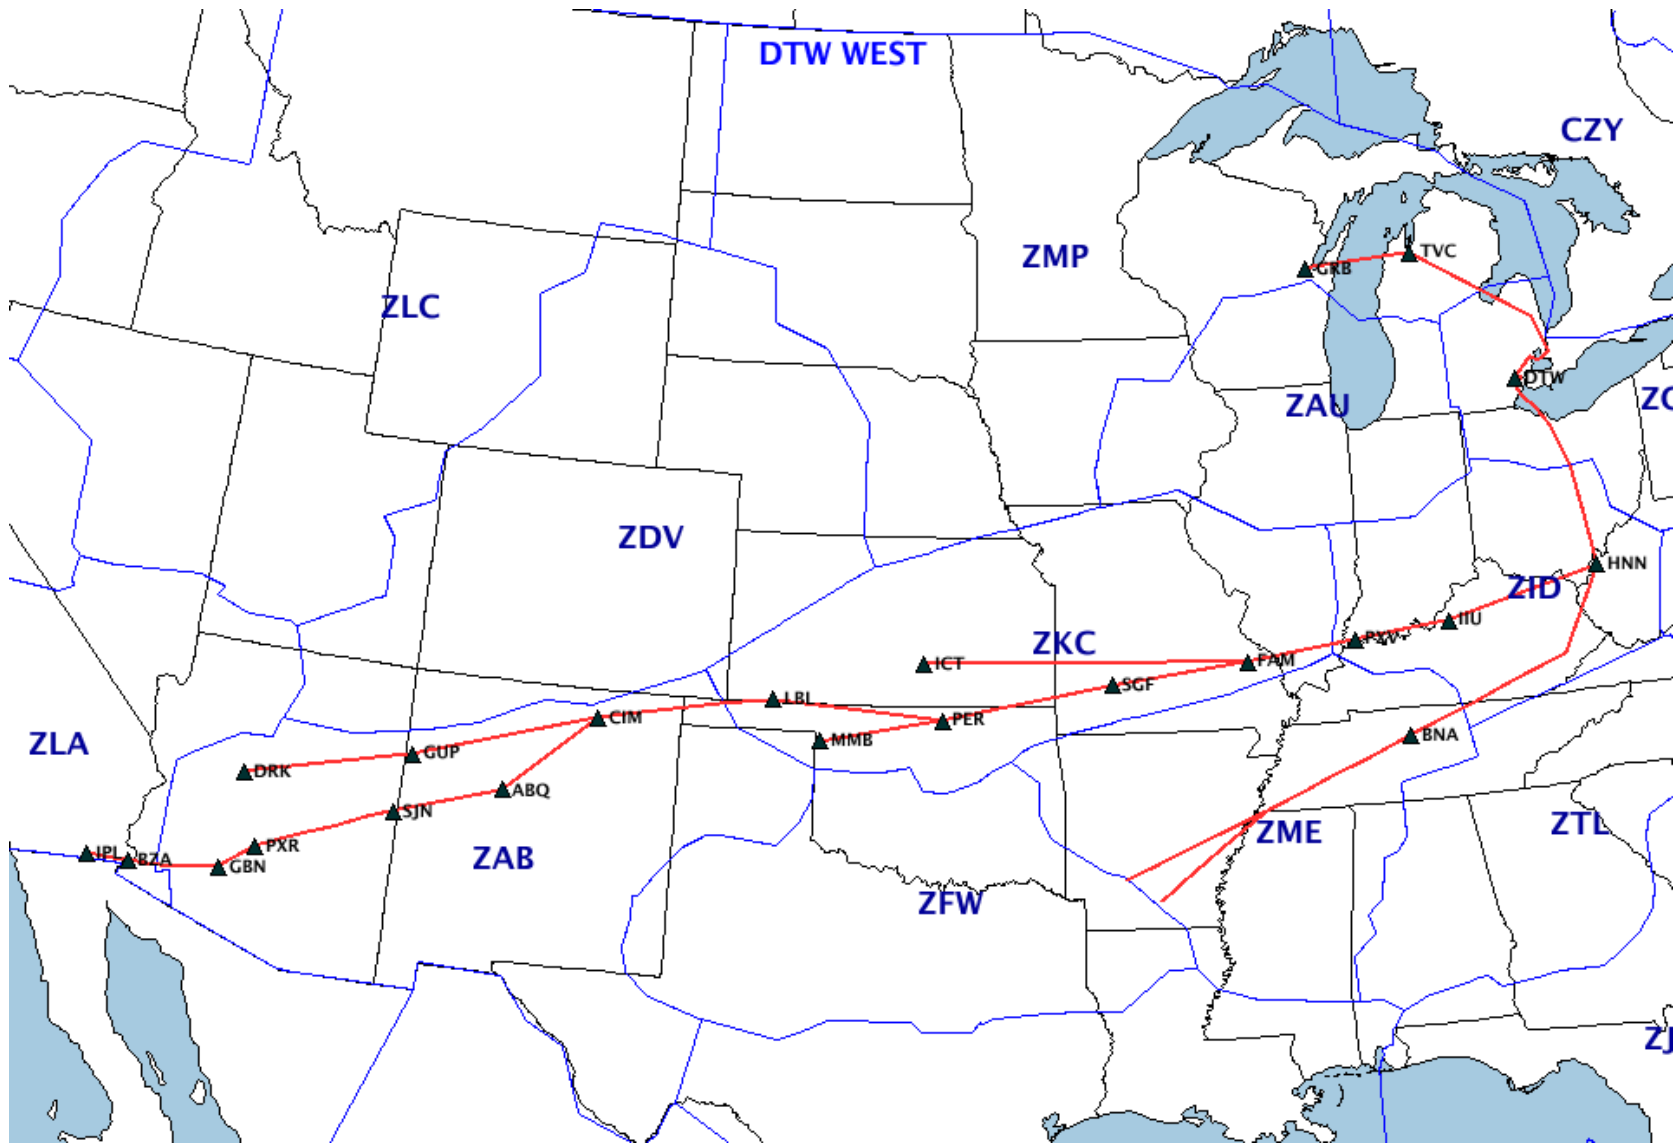 DTW WEST
CZY
TVC
ZMP
GRB
ZLC
DTW
ZAU
ZDV
HNN
ZID
IIU
ZKC
PXV
ICT
FAM
SGF
LBL
CIM
PER
BNA
ZLA
MMB
GUP
DRK
ABQ
SJN
ZME
ZTL
PXR
IPL
BZA
GBN
ZAB
ZFW